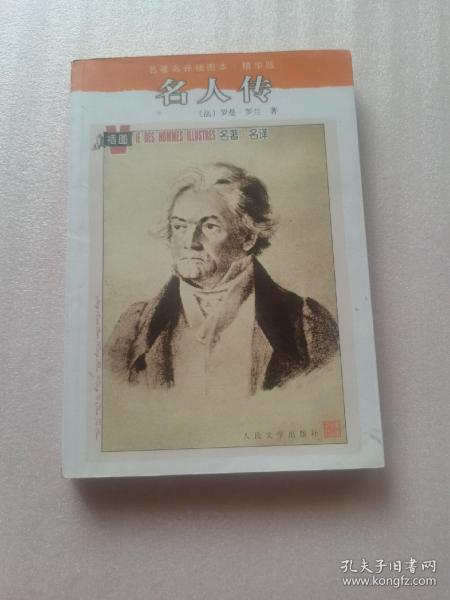 名著名译插图本·精华版
名人传
〔法〕罗曼·罗兰 著
插图
VIE DES HOMMES ILLUSTRES 名著 名译
人民文学出版社
孔夫子旧书网
www.kongfz.com